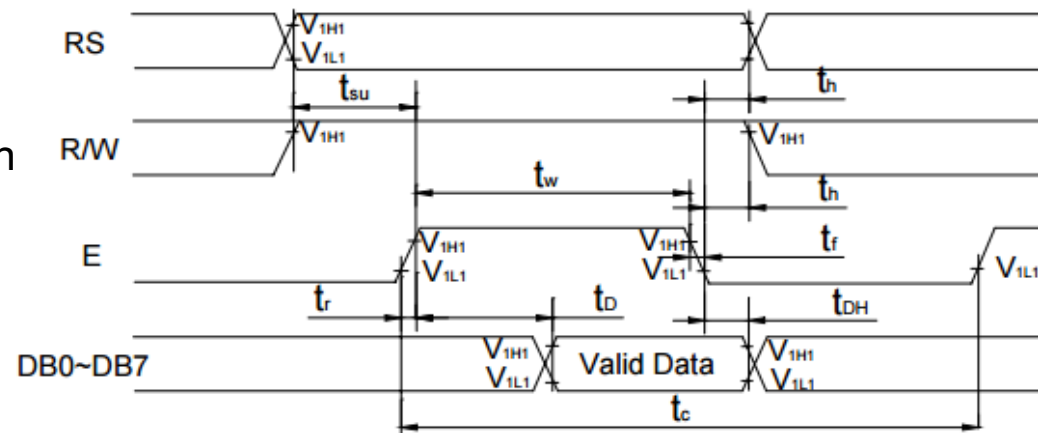 RS
V1H1
V1L1
tsu
th
n
R/W
V1H1
V1H1
tw
th
E
V1H1
V1L1
V1H1
V1L1
tf
V1L1
tr
tD
tDH
DB0~DB7
V1H1
V1L1
Valid Data
V1H1
V1L1
tc